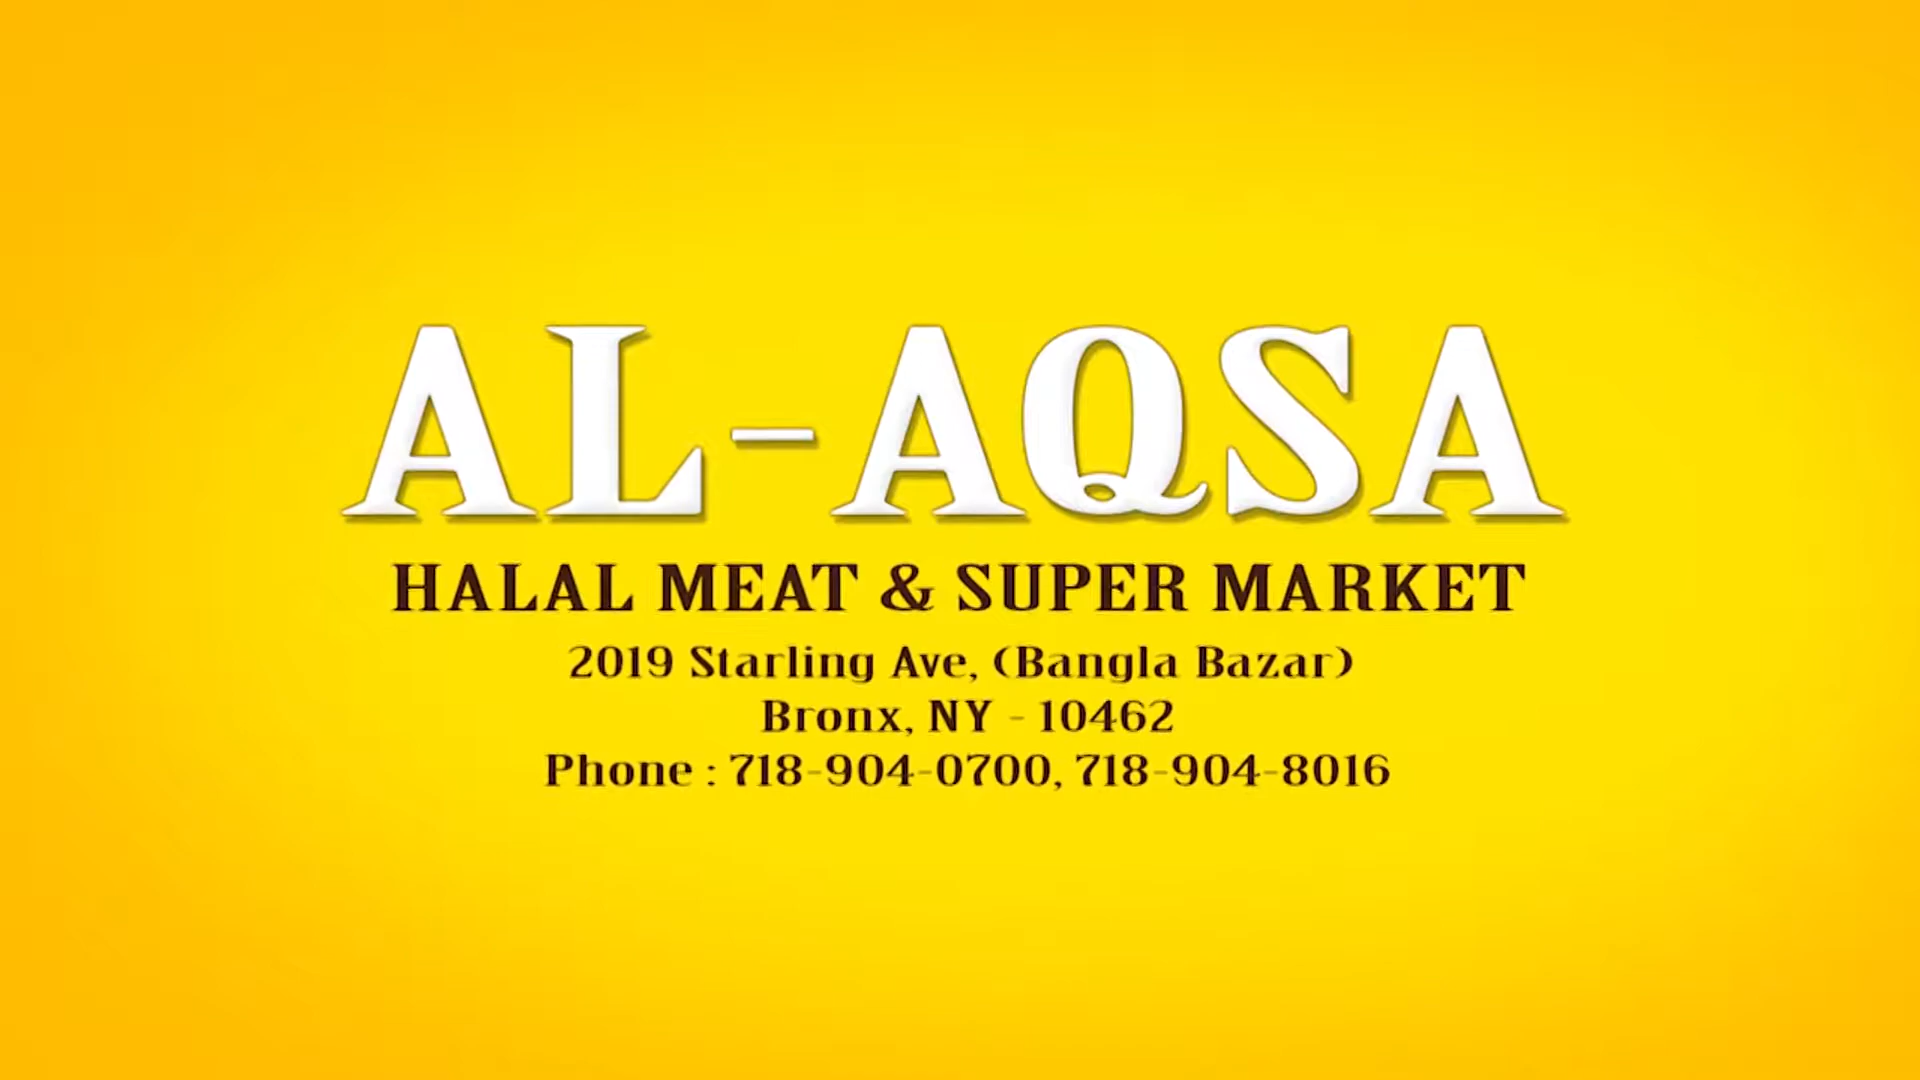 AL-AQSA
HALAL MEAT & SUPER MARKET
2019 Starling Ave, (Bangla Bazar)
Bronx, NY - 10462
Phone : 718-904-0700, 718-904-8016